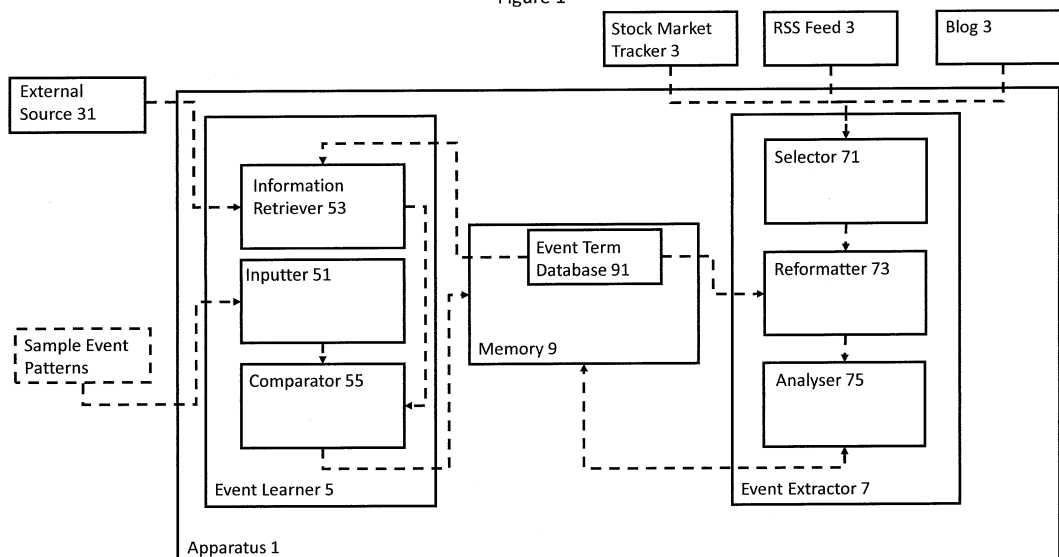 Figure 1
Stock Market
Tracker 3
RSS Feed 3
Blog 3
External
Source 31
Selector 71
Information
Retriever 53
Event Term
Database 91
Reformatter 73
Inputter 51
Sample Event
Patterns
Memory 9
Comparator 55
Analyser 75
Event Learner 5
Event Extractor 7
Apparatus 1